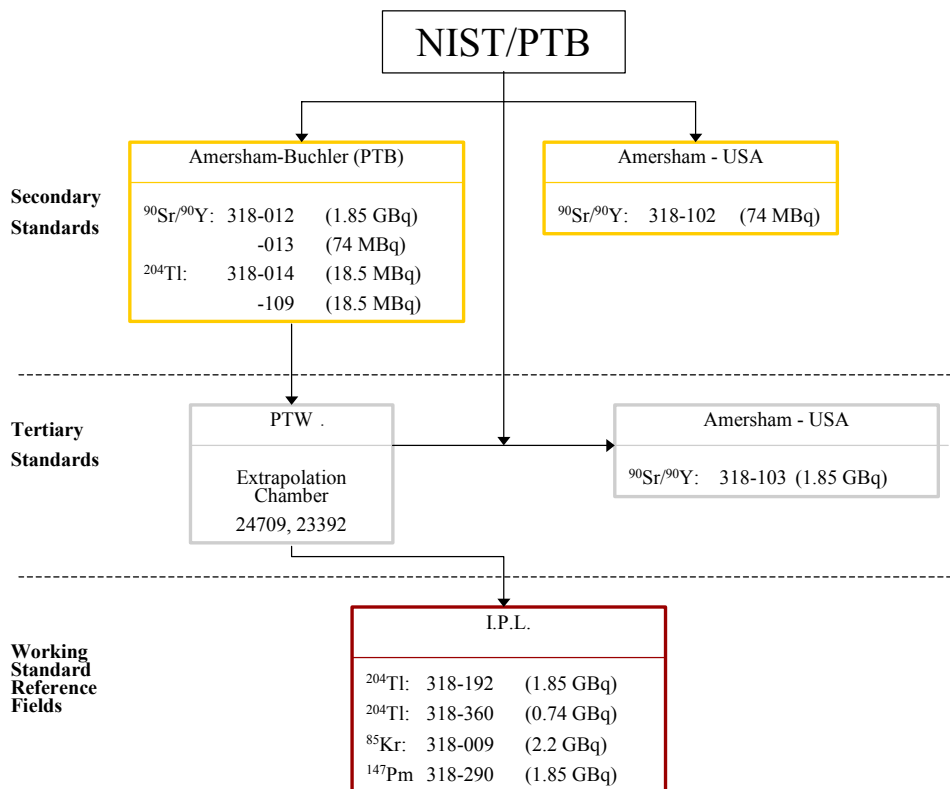 NIST/PTB
Amersham-Buchler (PTB)
⁹⁰Sr/⁹⁰Y: 318-012 (1.85 GBq)
-013 (74 MBq)
²⁰⁴Tl: 318-014 (18.5 MBq)
-109 (18.5 MBq)
Amersham - USA
⁹⁰Sr/⁹⁰Y: 318-102 (74 MBq)
Secondary
Standards
Tertiary
Standards
PTW .
Extrapolation
Chamber
24709, 23392
Amersham - USA
⁹⁰Sr/⁹⁰Y: 318-103 (1.85 GBq)
Working
Standard
Reference
Fields
I.P.L.
²⁰⁴Tl: 318-192 (1.85 GBq)
²⁰⁴Tl: 318-360 (0.74 GBq)
⁸⁵Kr: 318-009 (2.2 GBq)
¹⁴⁷Pm 318-290 (1.85 GBq)